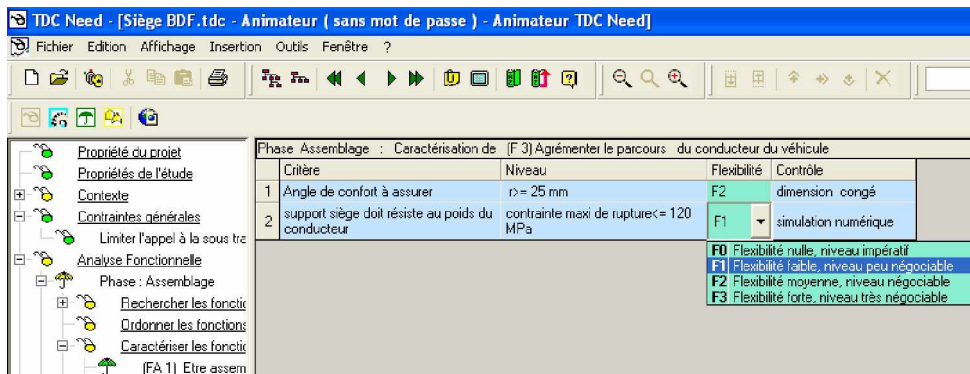 TDC Need - [Siège BDF.tdc - Animateur ( sans mot de passe ) - Animateur TDC Need]
Fichier Edition Affichage Insertion Outils Fenêtre ?
Propriété du projet
Propriétés de l'étude
Contexte
Contraintes générales
Limiter l'appel à la sous tra
Analyse Fonctionnelle
Phase : Assemblage
Rechercher les fonctio
Ordonner les fonctions
Caractériser les fonctio
(FA 1) Etre assem
Phase Assemblage : Caractérisation de (F 3) Agrémenter le parcours du conducteur du véhicule
Critère Niveau Flexibilité Contrôle
1 Angle de confort à assurer r>= 25 mm F2 dimension congé
2 support siège doit résiste au poids du conducteur contrainte maxi de rupture<= 120 MPa F1 simulation numérique
F0 Flexibilité nulle, niveau impératif
F1 Flexibilité faible, niveau peu négociable
F2 Flexibilité moyenne, niveau négociable
F3 Flexibilité forte, niveau très négociable